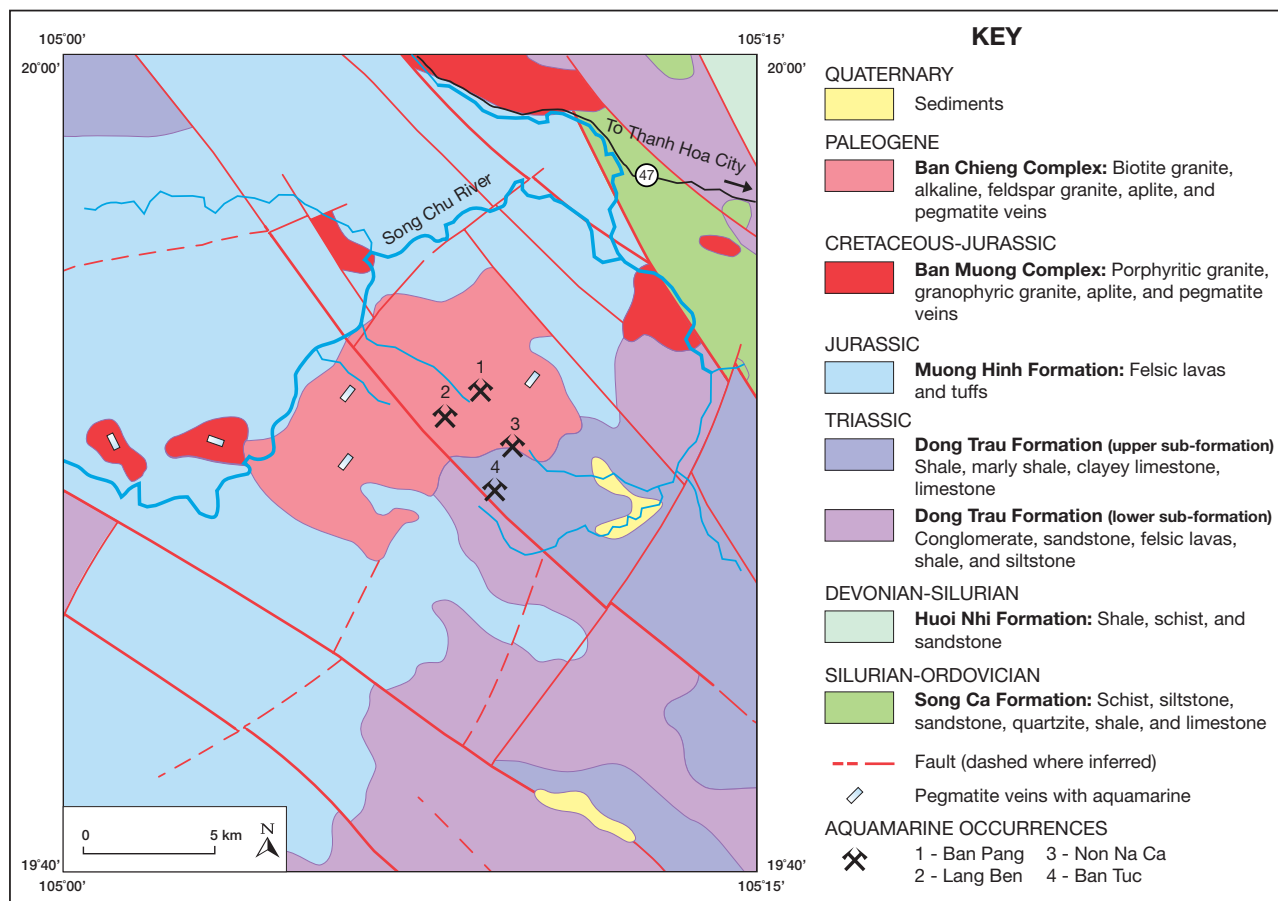 105°00’
105°15’
20°00’
20°00’
To Thanh Hoa City
47
Song Chu River
1
2
3
4
0
5 km
N
19°40’
19°40’
105°00’
105°15’
KEY
QUATERNARY
Sediments
PALEOGENE
Ban Chieng Complex: Biotite granite,
alkaline, feldspar granite, aplite, and
pegmatite veins
CRETACEOUS-JURASSIC
Ban Muong Complex: Porphyritic granite,
granophyric granite, aplite, and pegmatite
veins
JURASSIC
Muong Hinh Formation: Felsic lavas
and tuffs
TRIASSIC
Dong Trau Formation (upper sub-formation)
Shale, marly shale, clayey limestone,
limestone
Dong Trau Formation (lower sub-formation)
Conglomerate, sandstone, felsic lavas,
shale, and siltstone
DEVONIAN-SILURIAN
Huoi Nhi Formation: Shale, schist, and
sandstone
SILURIAN-ORDOVICIAN
Song Ca Formation: Schist, siltstone,
sandstone, quartzite, shale, and limestone
Fault (dashed where inferred)
Pegmatite veins with aquamarine
AQUAMARINE OCCURRENCES
1 - Ban Pang 3 - Non Na Ca
2 - Lang Ben 4 - Ban Tuc